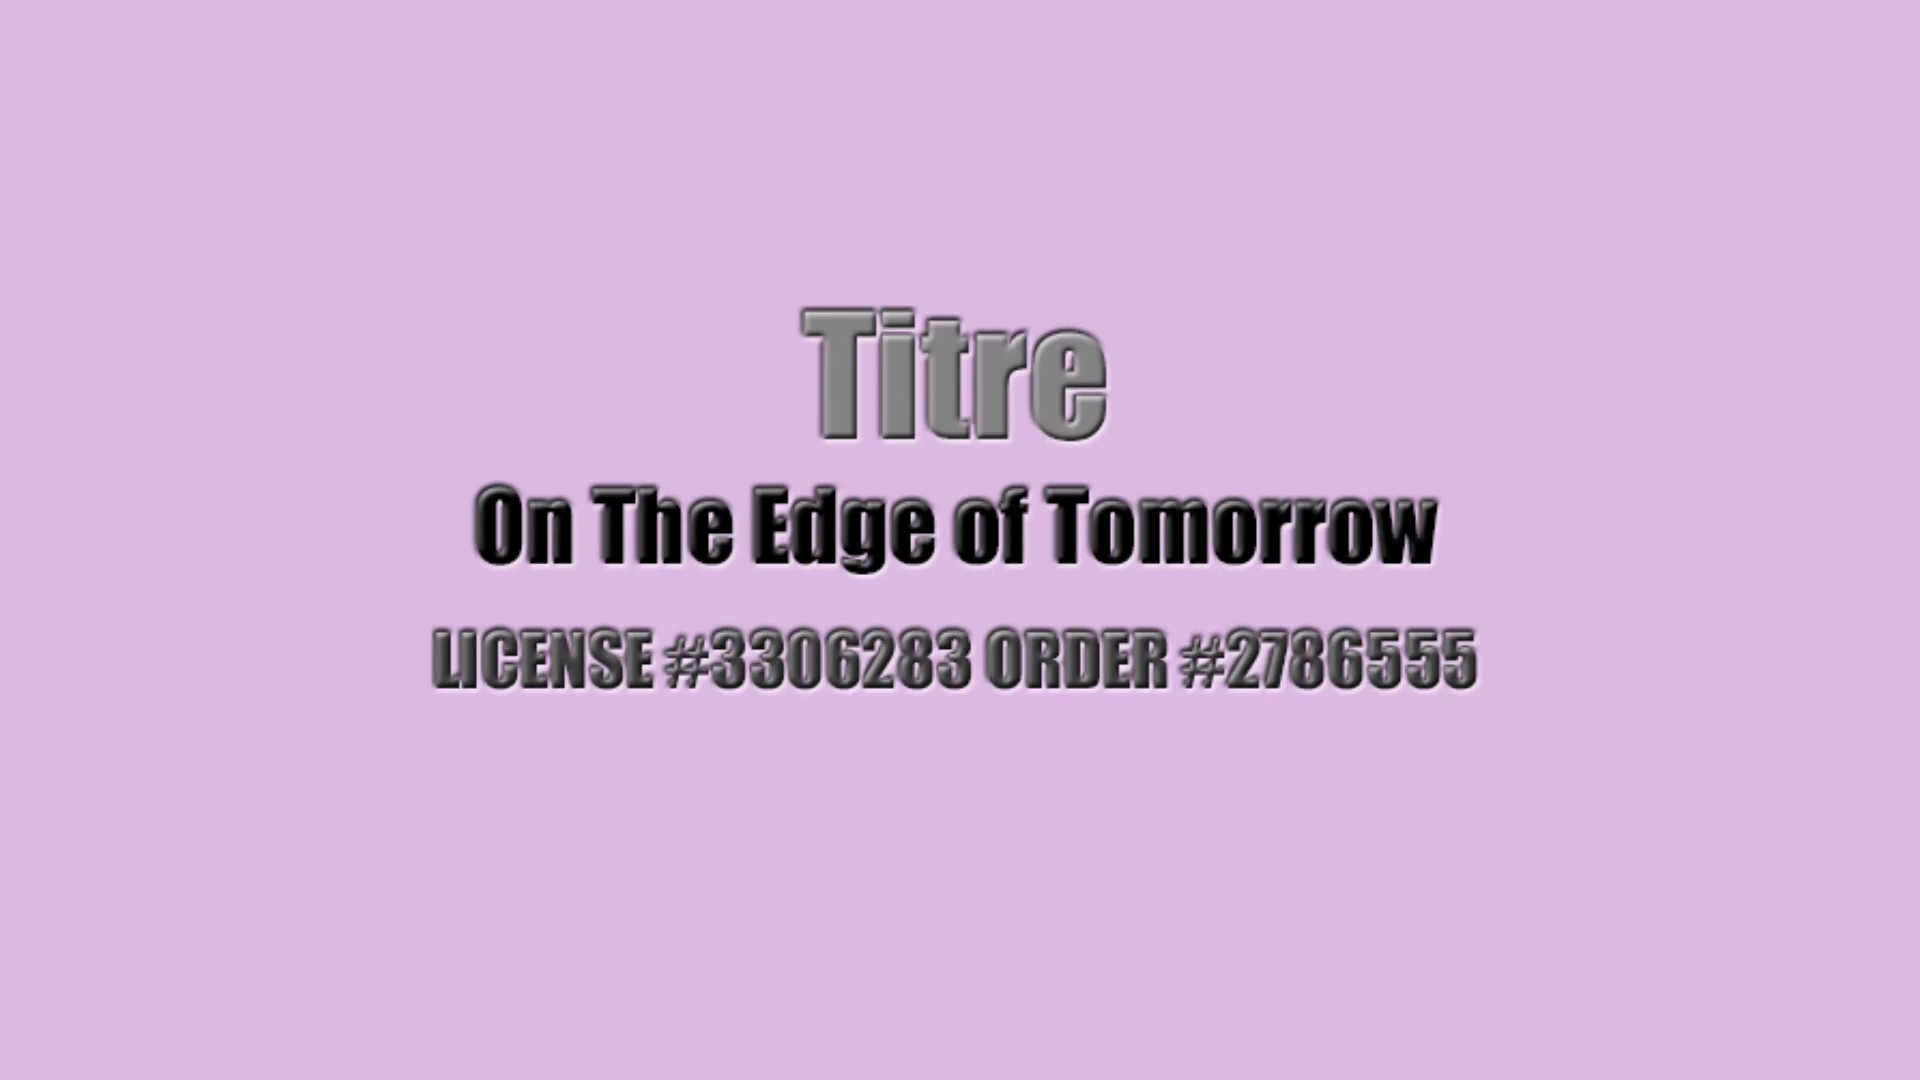 Titre
On The Edge of Tomorrow
LICENSE #3306283 ORDER #2786555